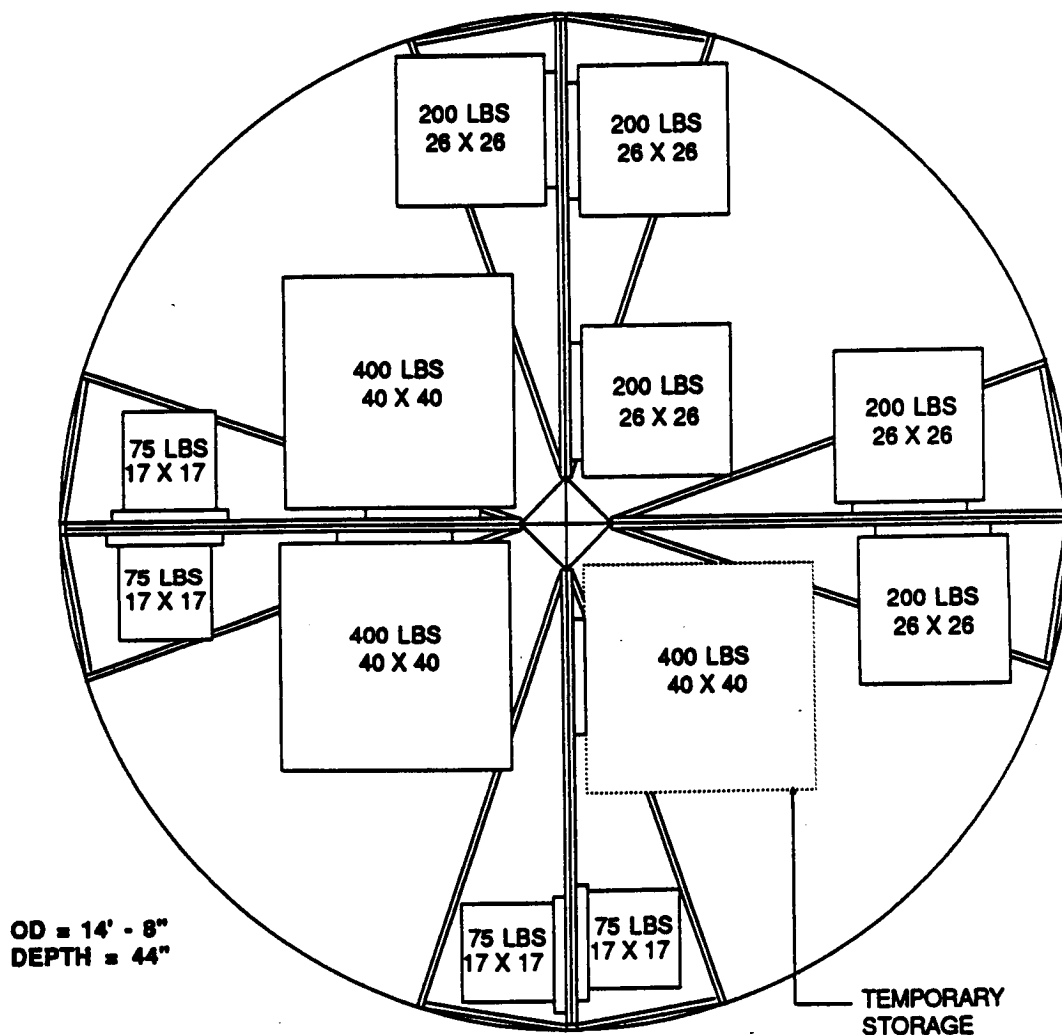 200 LBS
26 X 26
200 LBS
26 X 26
400 LBS
40 X 40
200 LBS
26 X 26
200 LBS
26 X 26
75 LBS
17 X 17
75 LBS
17 X 17
200 LBS
26 X 26
400 LBS
40 X 40
400 LBS
40 X 40
75 LBS
17 X 17
75 LBS
17 X 17
OD = 14' - 8"
DEPTH = 44"
TEMPORARY
STORAGE